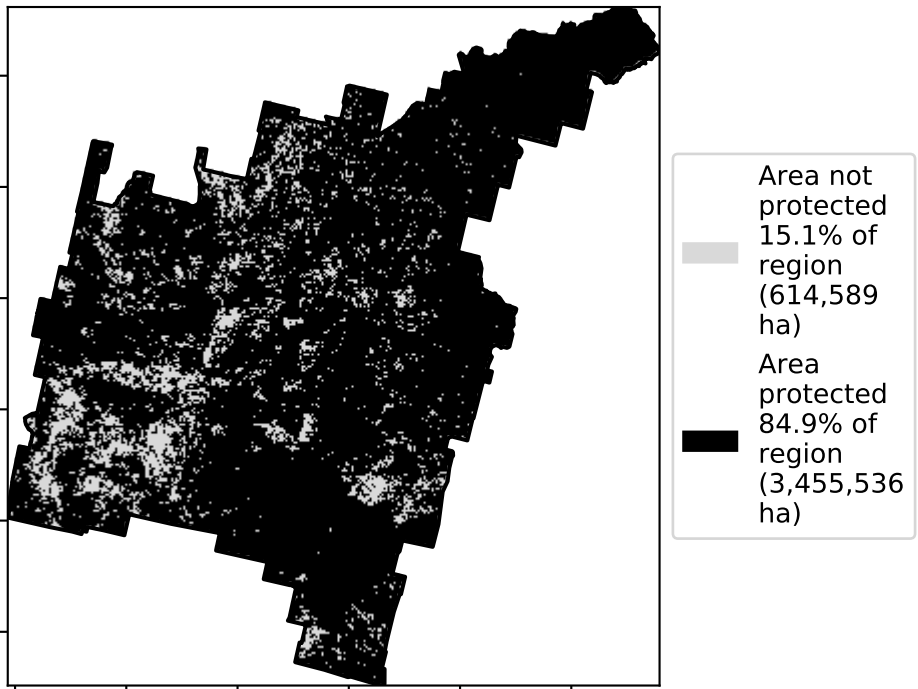 Area not
protected
15.1% of
region
(614,589
ha)
Area
protected
84.9% of
region
(3,455,536
ha)